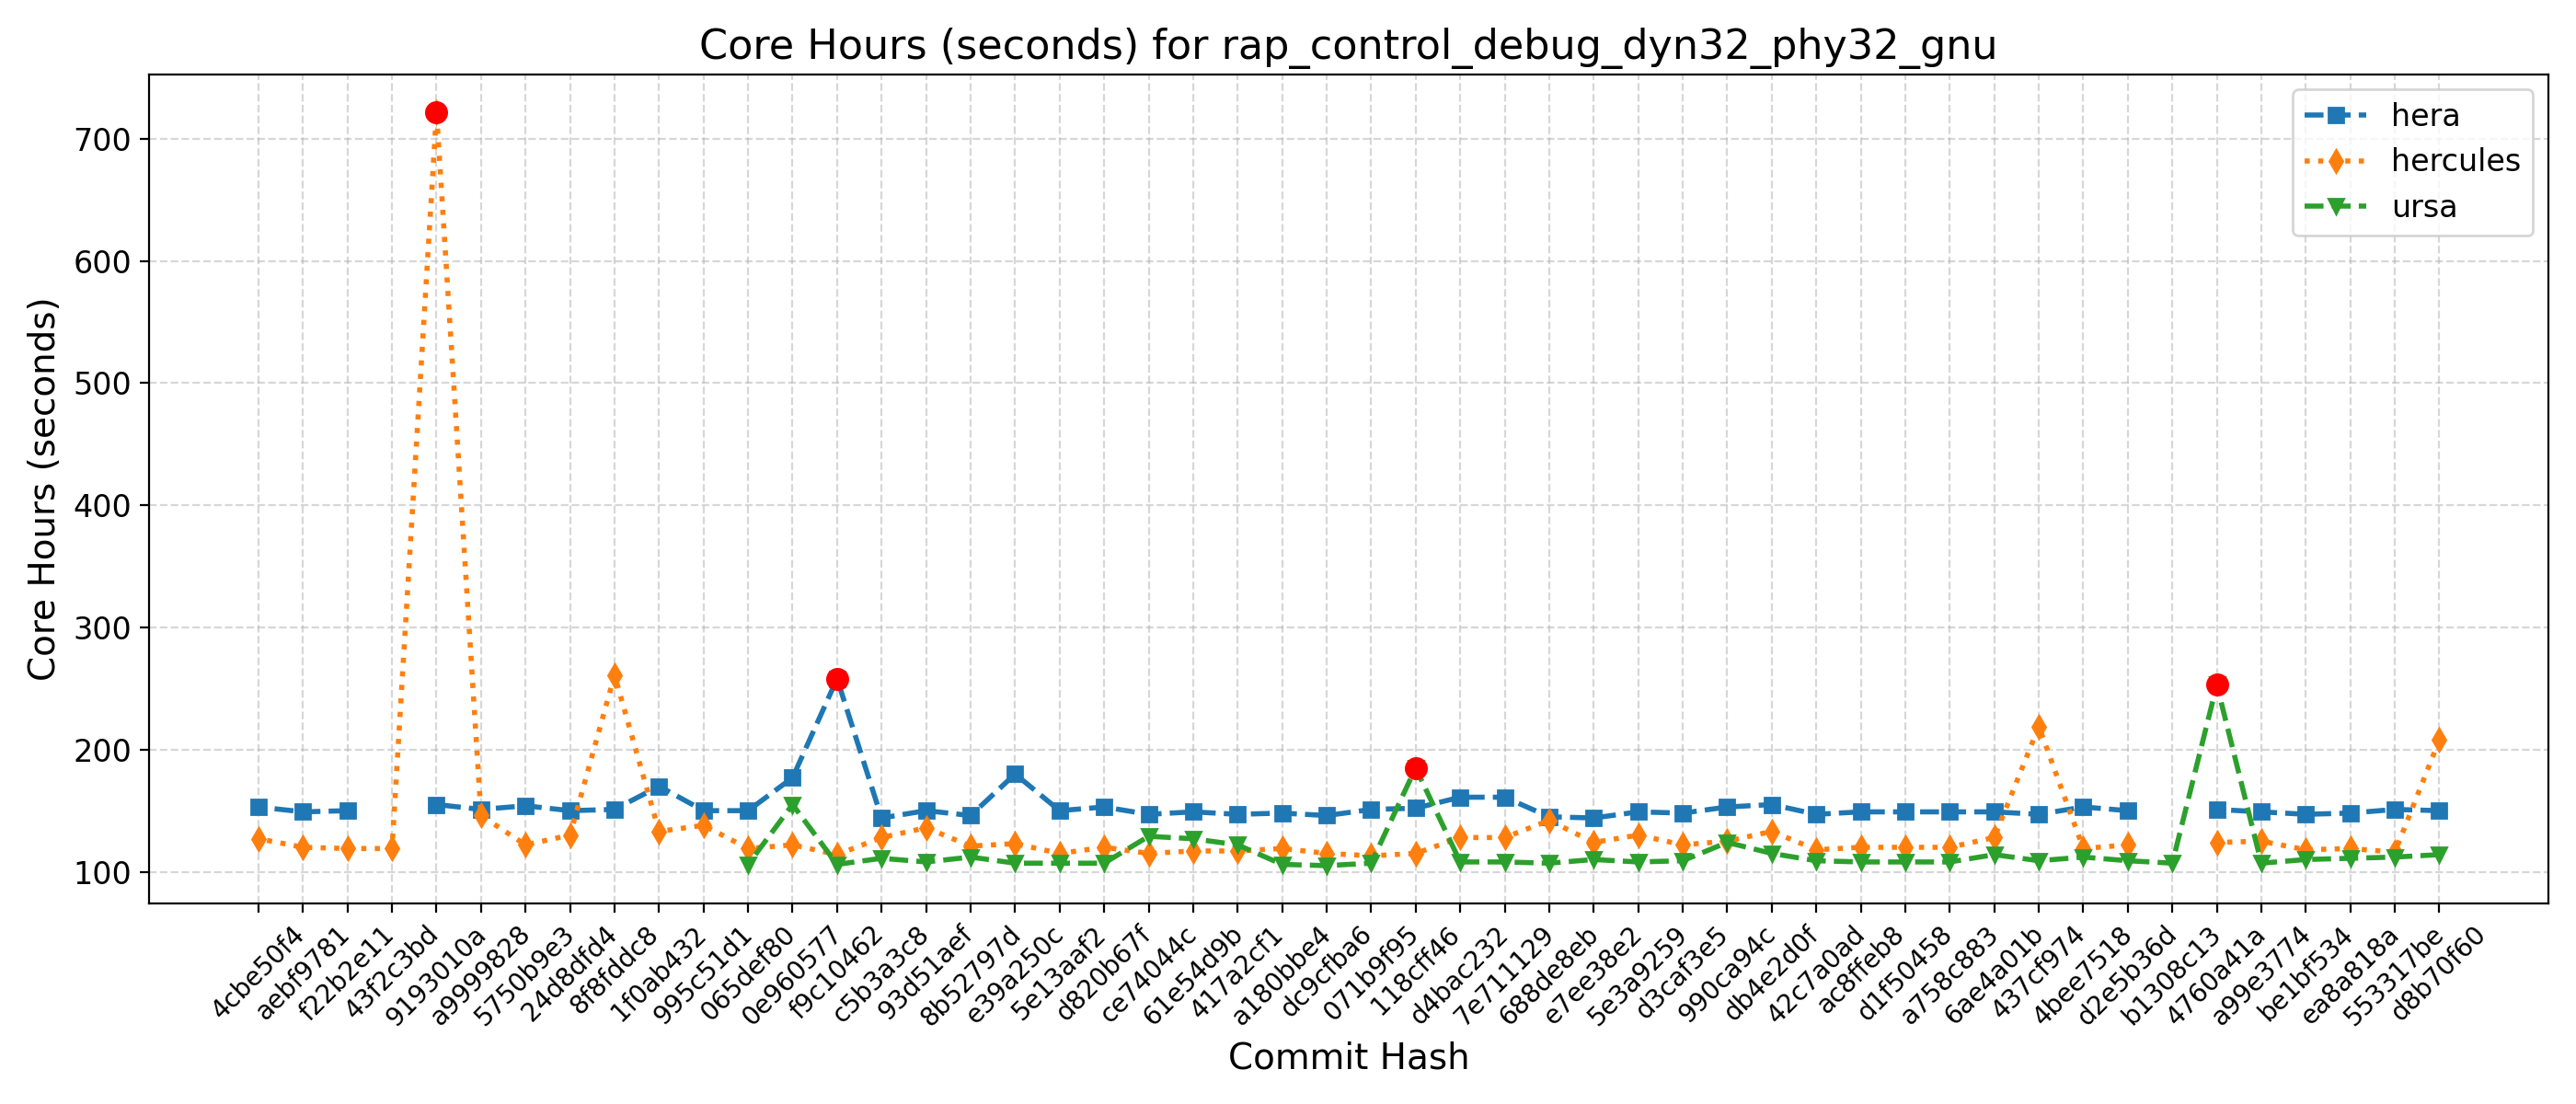 Core Hours (seconds) for rap_control_debug_dyn32_phy32_gnu
hera
hercules
ursa
Core Hours (seconds)
700
600
500
400
300
200
100
4cbe50f4
aebf9781
f22b2e11
43f2c3bd
9193010a
a9999828
5750b9e3
24d8dfd4
8f8fddc8
1f0ab432
995c51d1
065def80
0e960577
f9c10462
c5b3a3c8
93d51aef
8b52797d
e39a250c
5e13aaf2
d820b67f
ce74044c
61e54d9b
417a2cf1
a180bbe4
dc9cfba6
071b9f95
118cff46
d4bac232
7e711129
688de8eb
e7ee38e2
5e3a9259
d3caf3e5
990ca94c
db4e2d0f
42c7a0ad
ac8ffeb8
d1f50458
a758c883
6ae4a01b
437cf974
4bee7518
d2e5b36d
b1308c13
4760a41a
a99e3774
be1bf534
ea8a818a
553317be
d8b70f60
Commit Hash